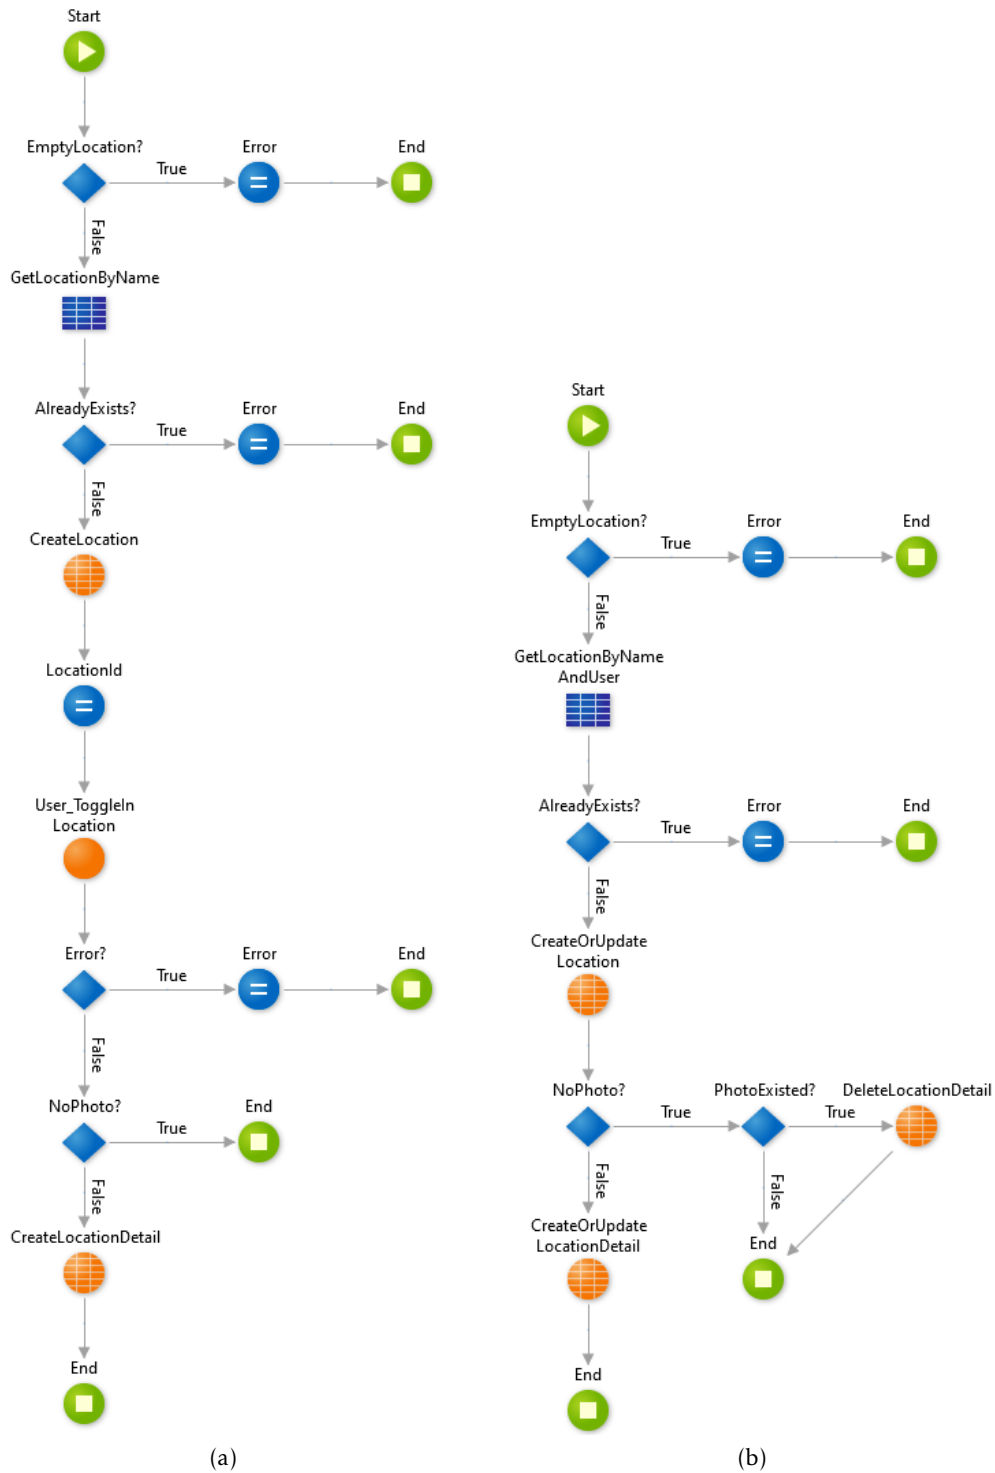 Start
EmptyLocation?
True
Error
End
False
GetLocationByName
AlreadyExists?
True
Error
End
False
CreateLocation
LocationId
User_ToggleIn
Location
Error?
True
Error
End
False
NoPhoto?
True
End
False
CreateLocationDetail
End
(a)
Start
EmptyLocation?
True
Error
End
False
GetLocationByName
AndUser
AlreadyExists?
True
Error
End
False
CreateOrUpdate
Location
NoPhoto?
True
PhotoExisted?
True
DeleteLocationDetail
False
False
CreateOrUpdate
LocationDetail
End
End
(b)